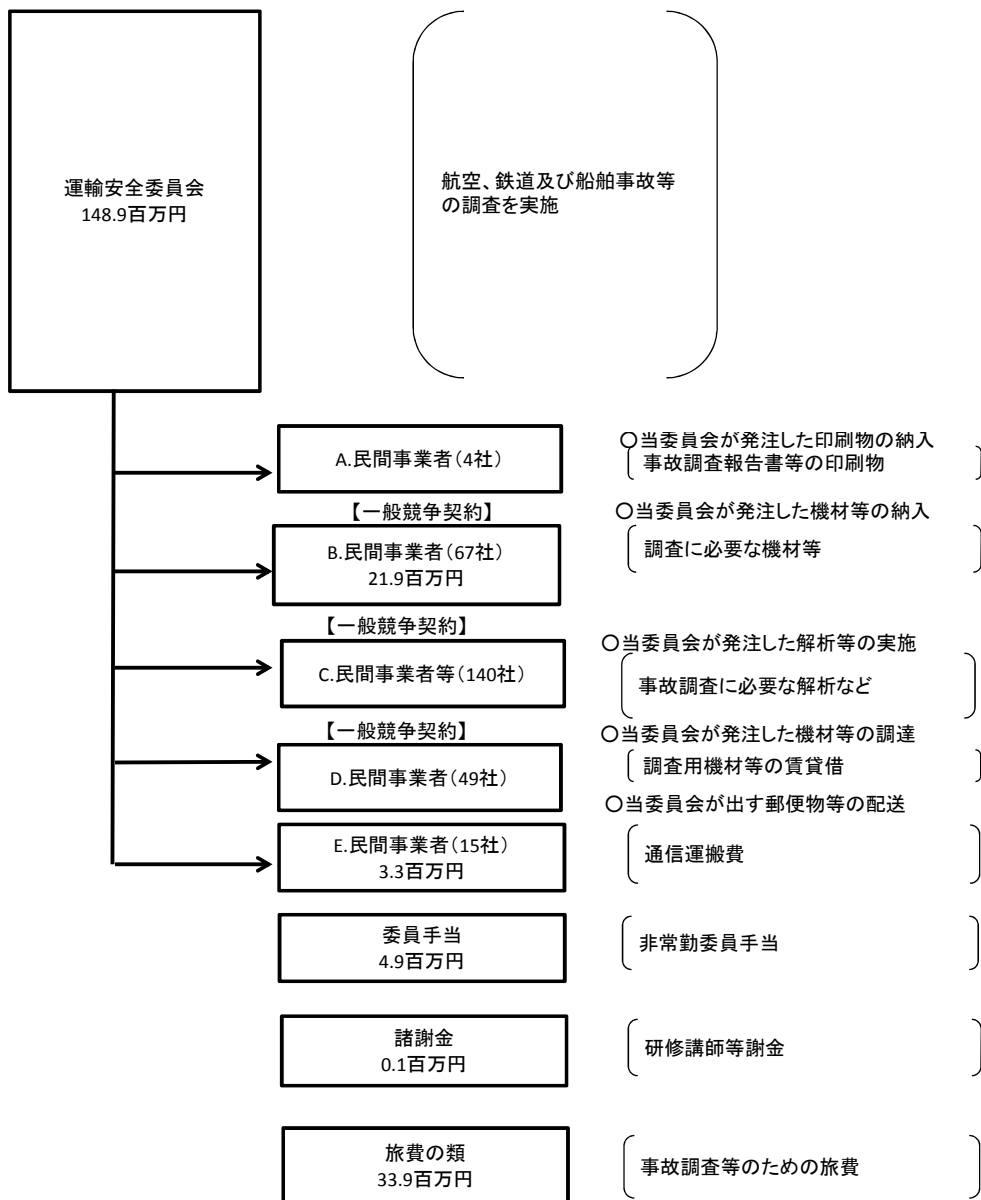 運輸安全委員会
148.9百万円
航空、鉄道及び船舶事故等
の調査を実施
A.民間事業者(4社)
○当委員会が発注した印刷物の納入
事故調査報告書等の印刷物
【一般競争契約】
○当委員会が発注した機材等の納入
B.民間事業者(67社)
21.9百万円
調査に必要な機材等
【一般競争契約】
○当委員会が発注した解析等の実施
C.民間事業者等(140社)
事故調査に必要な解析など
【一般競争契約】
○当委員会が発注した機材等の調達
D.民間事業者(49社)
調査用機材等の賃貸借
○当委員会が出す郵便物等の配送
E.民間事業者(15社)
3.3百万円
通信運搬費
委員手当
4.9百万円
非常勤委員手当
諸謝金
0.1百万円
研修講師等謝金
旅費の類
33.9百万円
事故調査等のための旅費